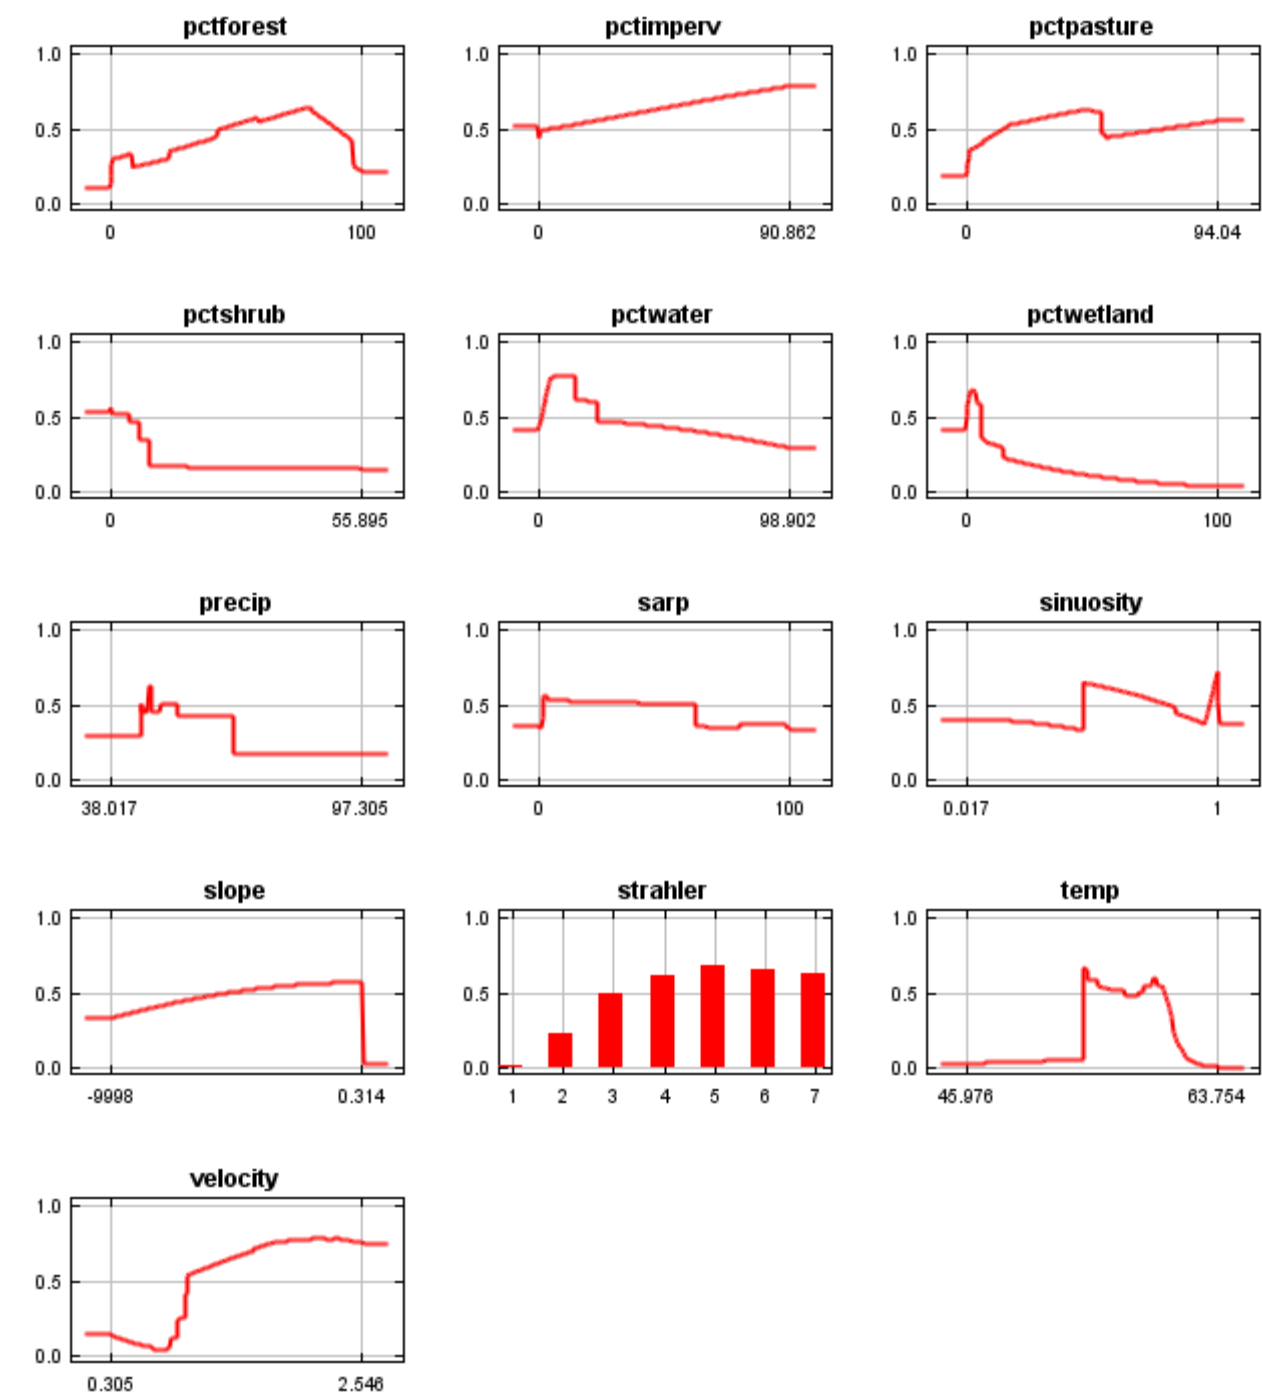 pctforest pctimperv pctpasture
1.0 1.0 1.0
0.5 0.5 0.5
0.0 0.0 0.0
0 100 0 90.862 0 94.04
pctshrub pctwater pctwetland
1.0 1.0 1.0
0.5 0.5 0.5
0.0 0.0 0.0
0 55.895 0 98.902 0 100
precip sarp sinuosity
1.0 1.0 1.0
0.5 0.5 0.5
0.0 0.0 0.0
38.017 97.305 0 100 0.017 1
slope strahler temp
1.0 1.0 1.0
0.5 0.5 0.5
0.0 0.0 0.0
-9998 0.314 1 2 3 4 5 6 7 45.976 63.754
velocity
1.0
0.5
0.0
0.305 2.546